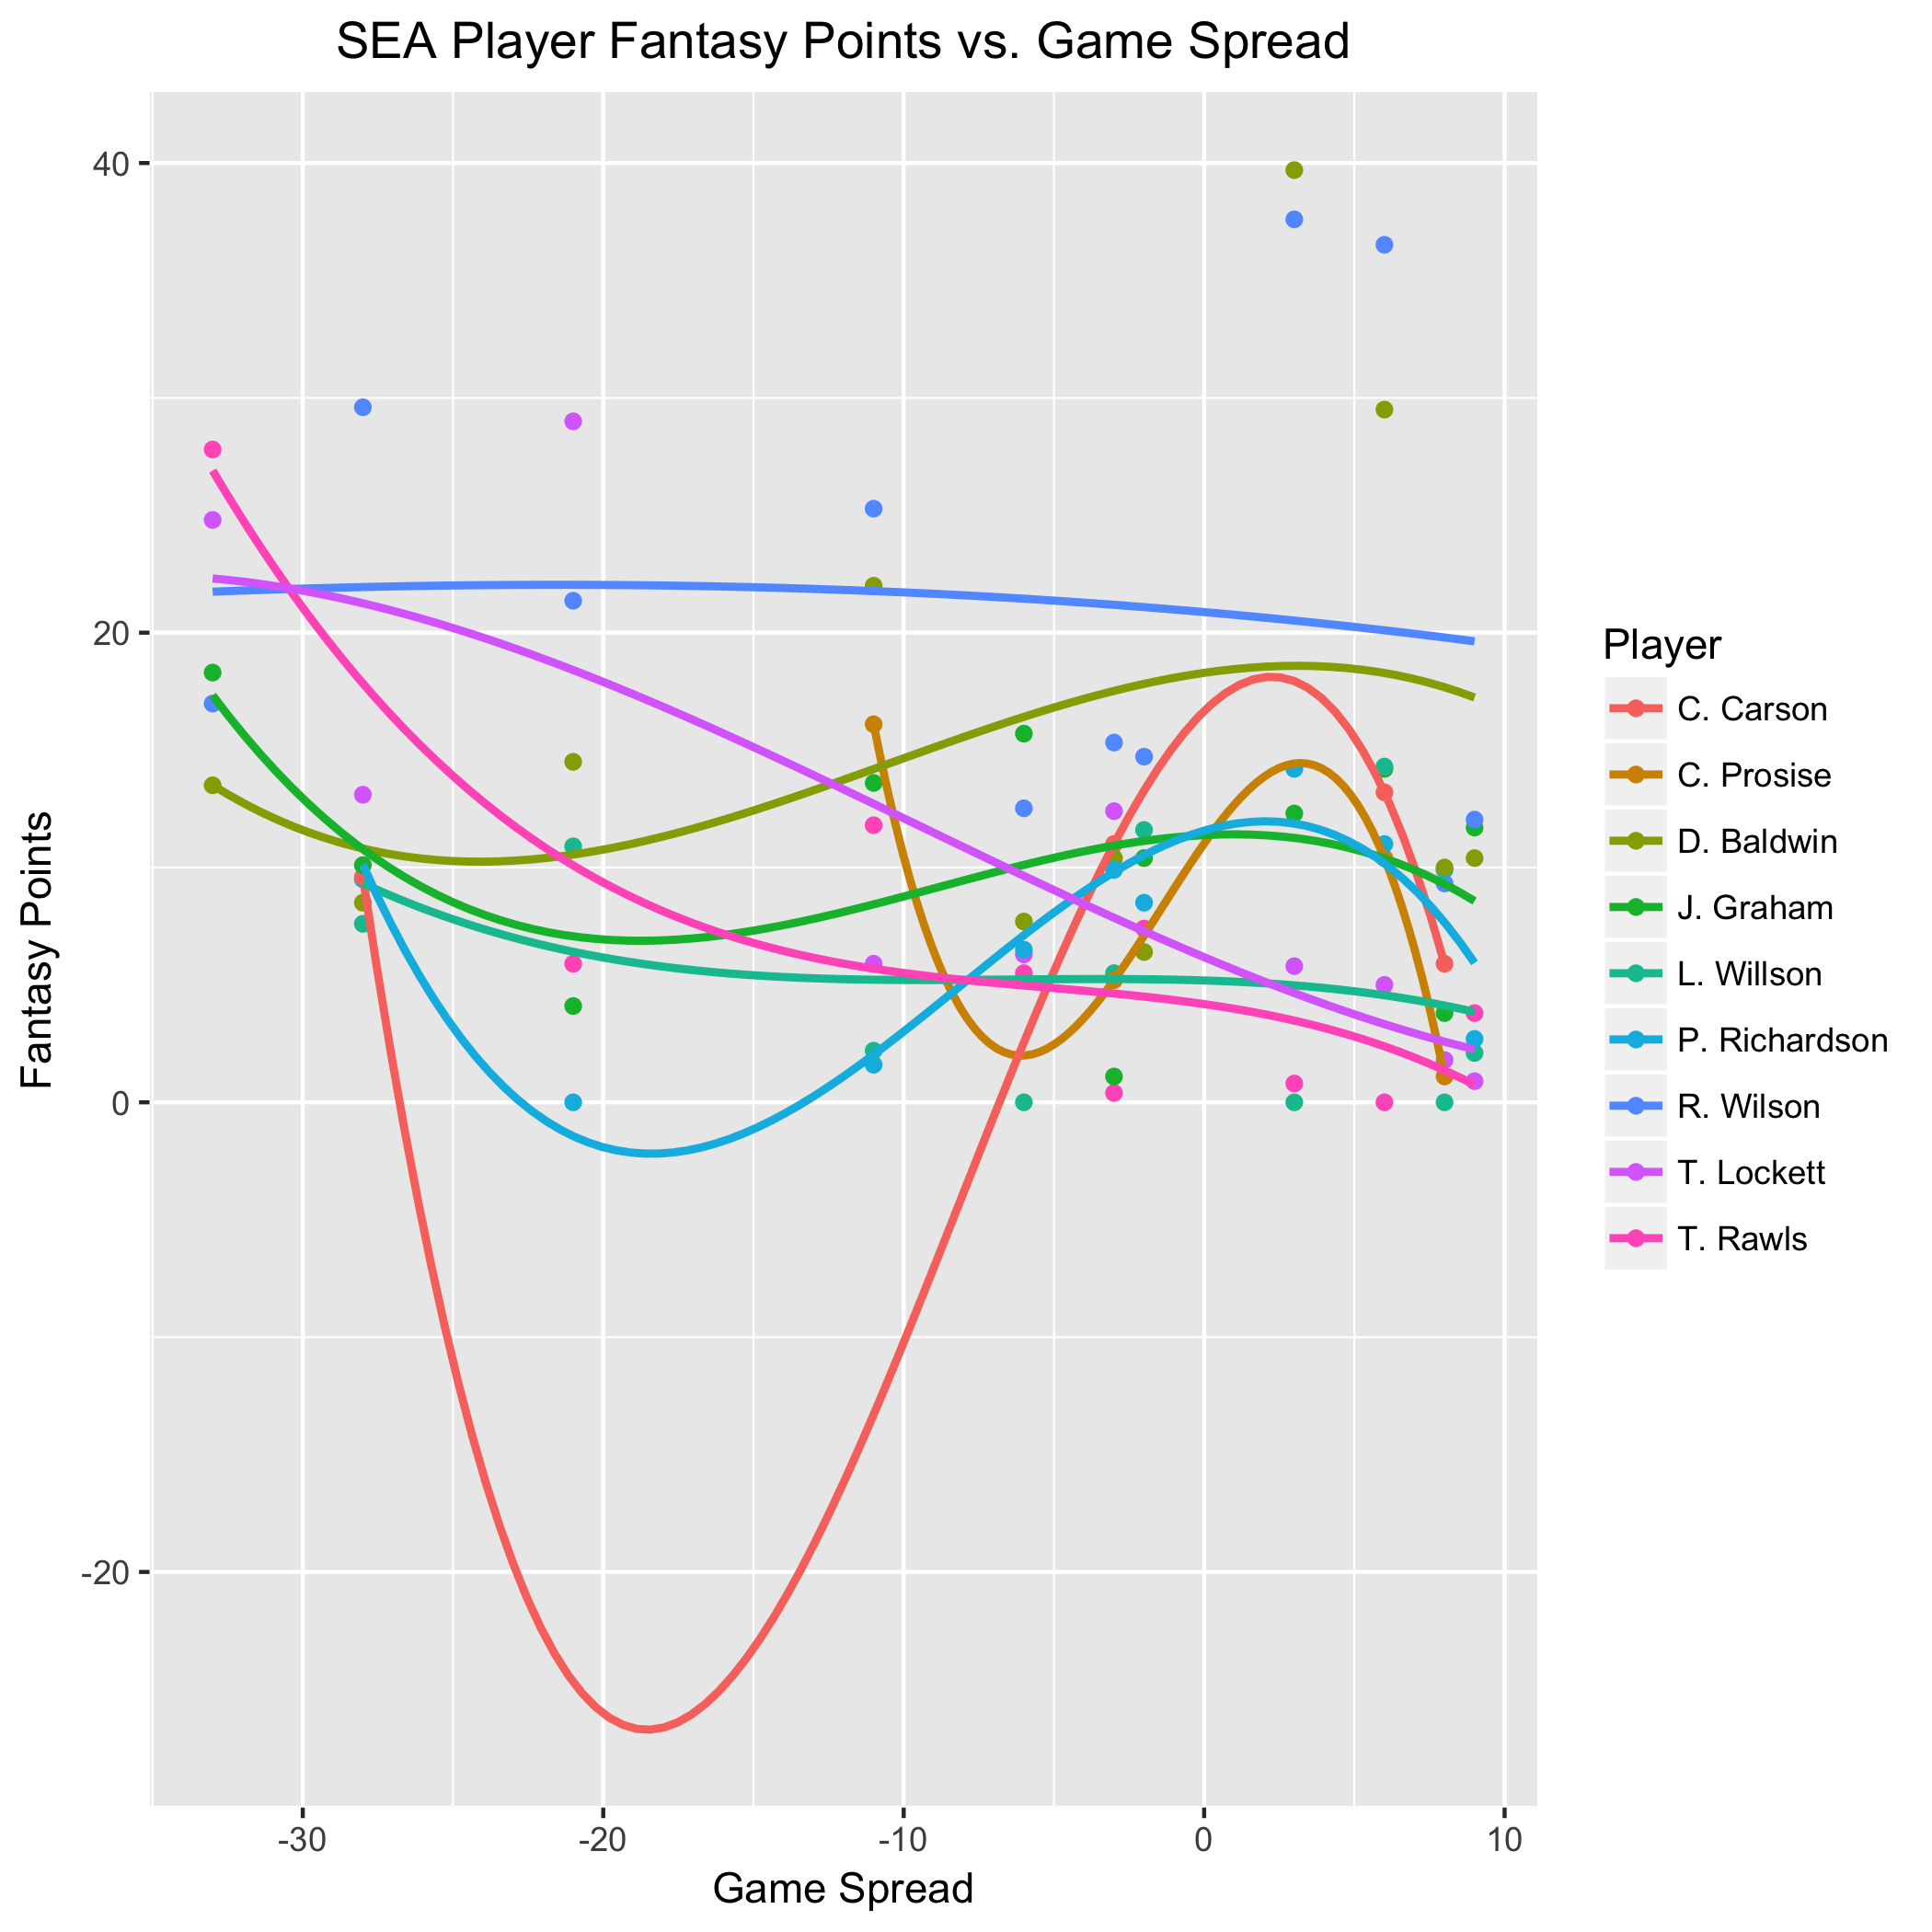 SEA Player Fantasy Points vs. Game Spread
40
20
0
-20
Fantasy Points
-30
-20
-10
0
10
Game Spread
Player
C. Carson
C. Prosise
D. Baldwin
J. Graham
L. Willson
P. Richardson
R. Wilson
T. Lockett
T. Rawls